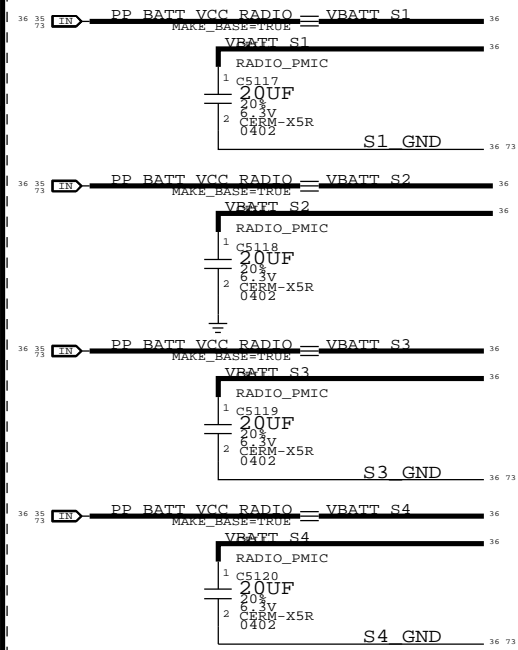 36 35 73 IN PP_BATT_VCC_RADIO VBATT_S1 36
MAKE_BASE=TRUE
VBATT_S1 36
RADIO_PMIC
1 C5117
20UF
20%
6.3V
2 CERM-X5R
0402
S1_GND 36 73
36 35 73 IN PP_BATT_VCC_RADIO VBATT_S2 36
MAKE_BASE=TRUE
VBATT_S2 36
RADIO_PMIC
1 C5118
20UF
20%
6.3V
2 CERM-X5R
0402
36 35 73 IN PP_BATT_VCC_RADIO VBATT_S3 36
MAKE_BASE=TRUE
VBATT_S3 36
RADIO_PMIC
1 C5119
20UF
20%
6.3V
2 CERM-X5R
0402
S3_GND 36 73
36 35 73 IN PP_BATT_VCC_RADIO VBATT_S4 36
MAKE_BASE=TRUE
VBATT_S4 36
RADIO_PMIC
1 C5120
20UF
20%
6.3V
2 CERM-X5R
0402
S4_GND 36 73